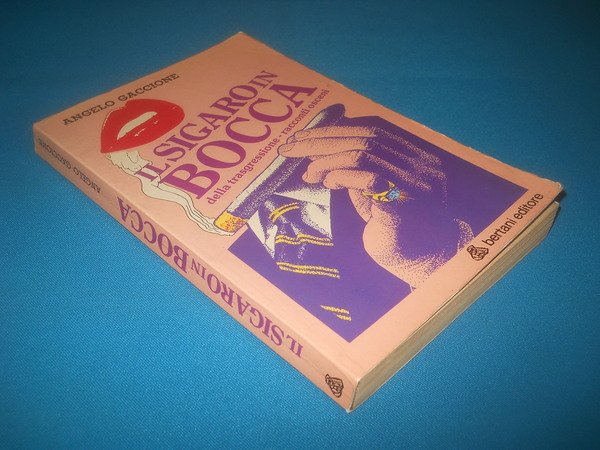 ANGELO GACCIONE
IL SIGARO IN
BOCCA
della trasgressione - racconti osceni
bertani editore
ANGELO GACCIONE
IL SIGARO IN BOCCA